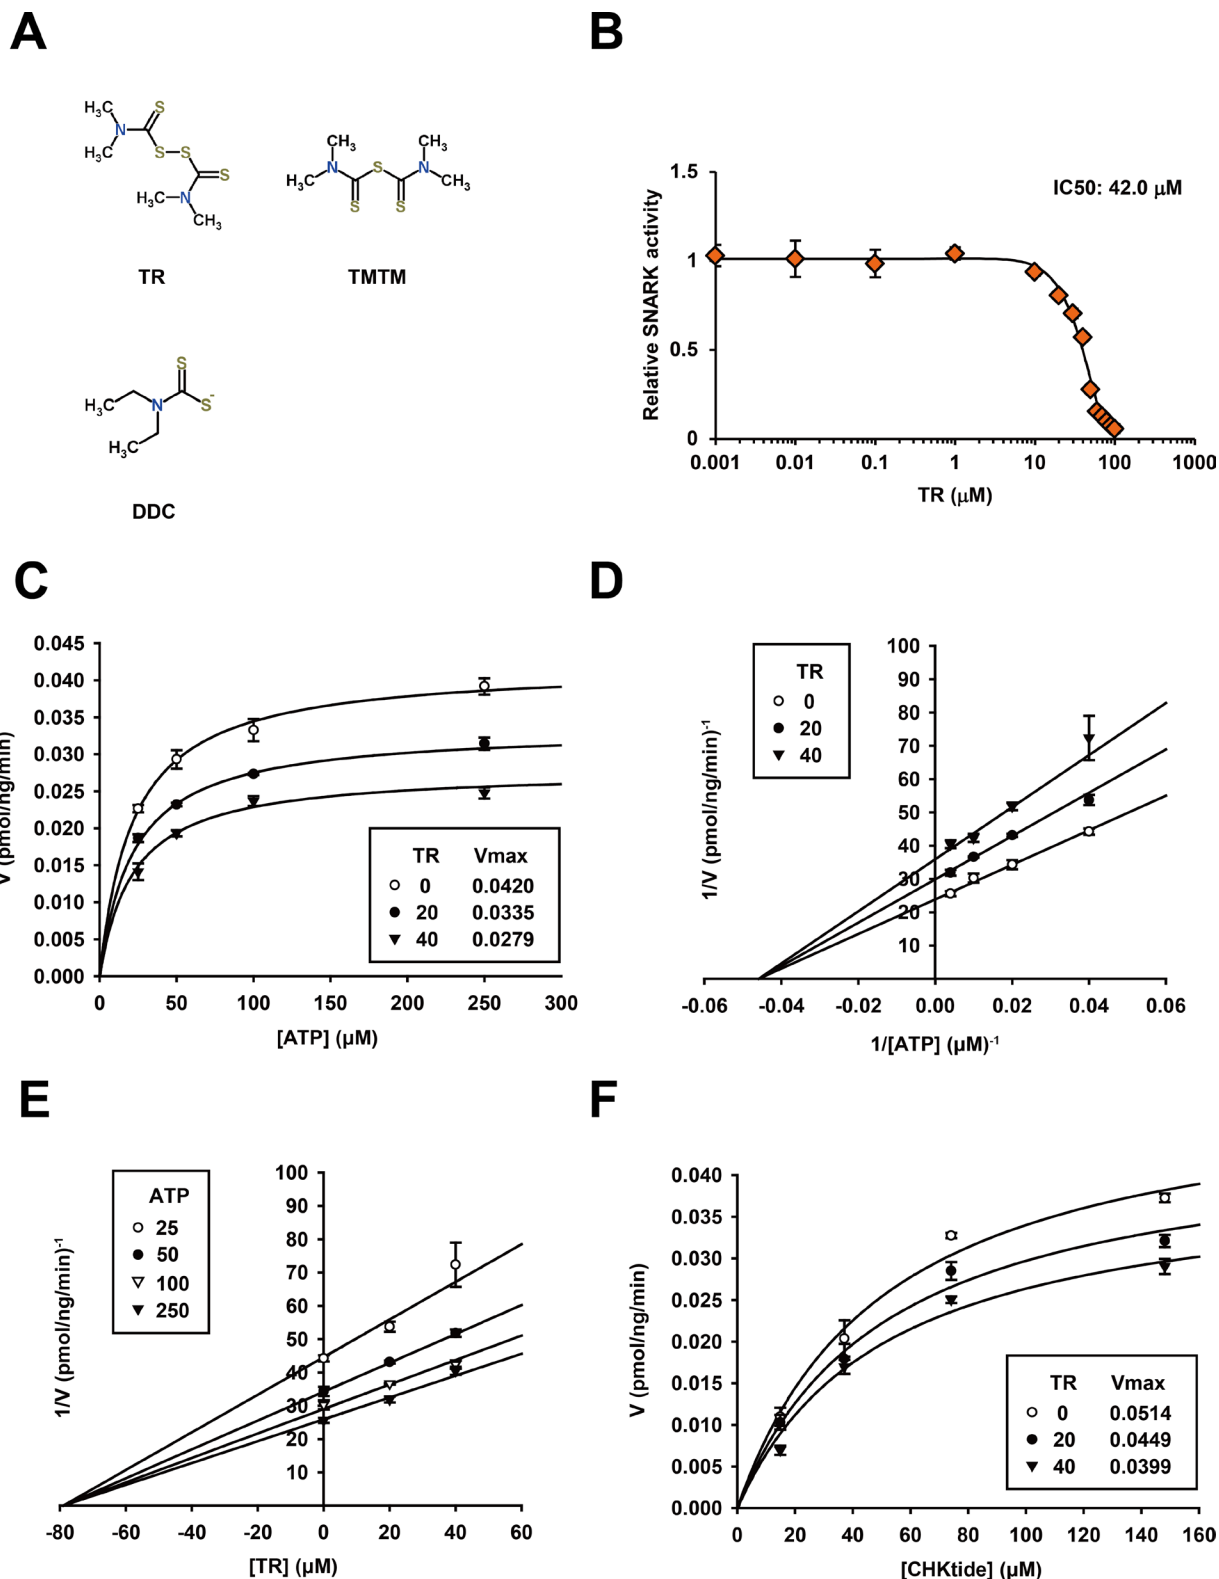 A
B
H₃C
S
N
H₃C
S
S
S
H₃C
N
CH₃
TR
CH₃
CH₃
N
S
N
H₃C
CH₃
S
S
TMTM
S
H₃C
N
S⁻
H₃C
DDC
1.5
1
0.5
0
Relative SNARK activity
IC50: 42.0 μM
0.001 0.01 0.1 1 10 100 1000
TR (μM)
C
D
0.045
0.040
0.035
0.030
0.025
0.020
0.015
0.010
0.005
0.000
V (pmol/ng/min)
TR Vmax
0 0.0420
20 0.0335
40 0.0279
0 50 100 150 200 250 300
[ATP] (μM)
TR
0
20
40
100
90
80
70
60
50
40
30
20
10
1/V (pmol/ng/min)⁻¹
-0.06 -0.04 -0.02 0.00 0.02 0.04 0.06
1/[ATP] (μM)⁻¹
E
F
ATP
25
50
100
250
100
90
80
70
60
50
40
30
20
10
1/V (pmol/ng/min)⁻¹
-80 -60 -40 -20 0 20 40 60
[TR] (μM)
0.040
0.035
0.030
0.025
0.020
0.015
0.010
0.005
0.000
V (pmol/ng/min)
TR Vmax
0 0.0514
20 0.0449
40 0.0399
0 20 40 60 80 100 120 140 160
[CHKtide] (μM)